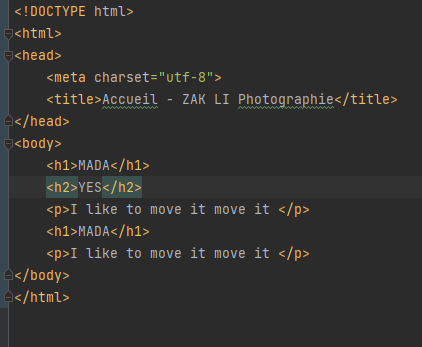 <!DOCTYPE html>
<html>
<head>
    <meta charset="utf-8">
    <title>Accueil - ZAK LI Photographie</title>
</head>
<body>
    <h1>MADA</h1>
    <h2>YES</h2>
    <p>I like to move it move it </p>
    <h1>MADA</h1>
    <p>I like to move it move it </p>
</body>
</html>